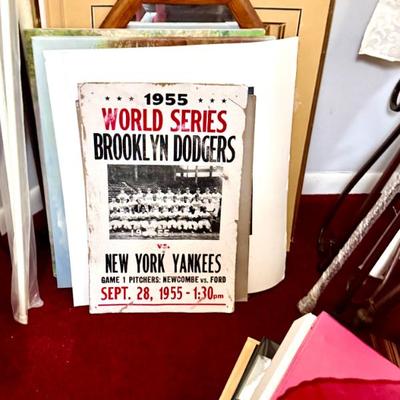 1955
WORLD SERIES
BROOKLYN DODGERS
1955
VS.
NEW YORK YANKEES
GAME 1 PITCHERS: NEWCOMBE VS. FORD
SEPT. 28, 1955 - 1:30pm